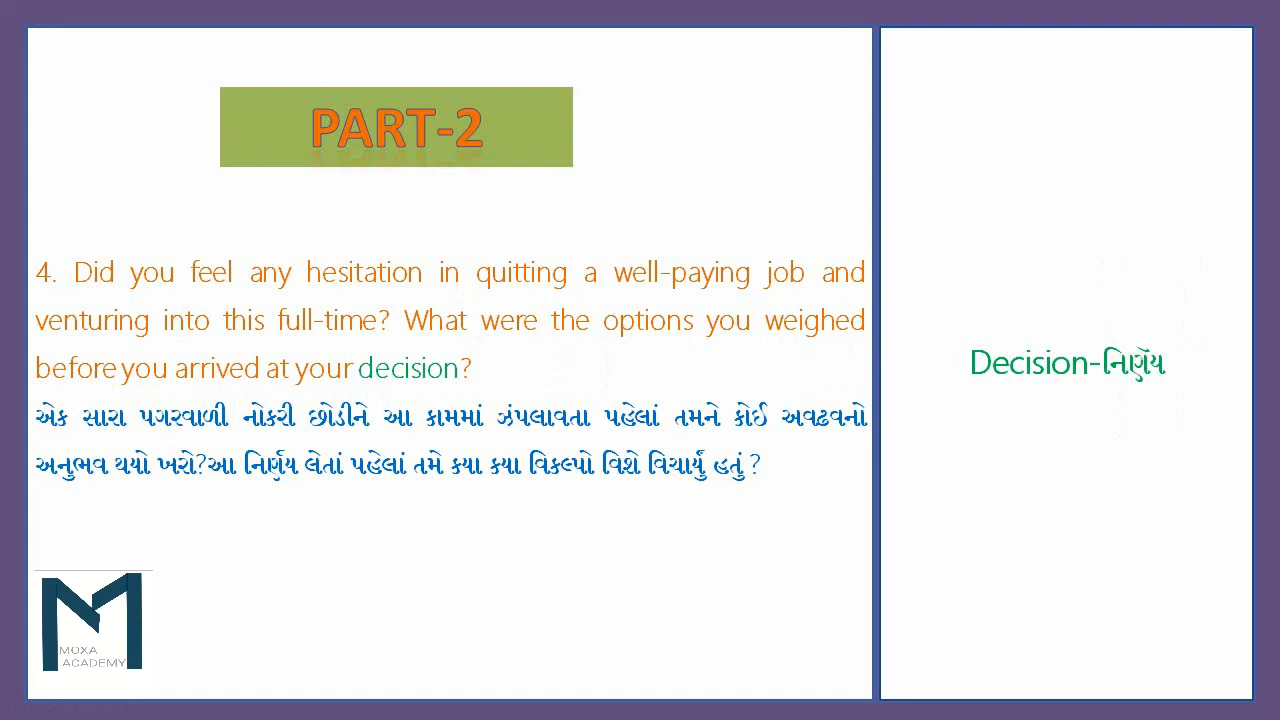 PART-2
4. Did you feel any hesitation in quitting a well-paying job and
venturing into this full-time? What were the options you weighed
before you arrived at your decision?
એક સારા પગારવાળી નોકરી છોડીને આ કામમાં ઝંપલાવતા પહેલાં તમને કોઈ અવઢવનો
અનુભવ થયો ખરો?આ નિર્ણય લેતાં પહેલાં તમે કયા કયા વિકલ્પો વિશે વિચાર્યું હતું ?
Decision-નિર્ણય
MOXA
ACADEMY